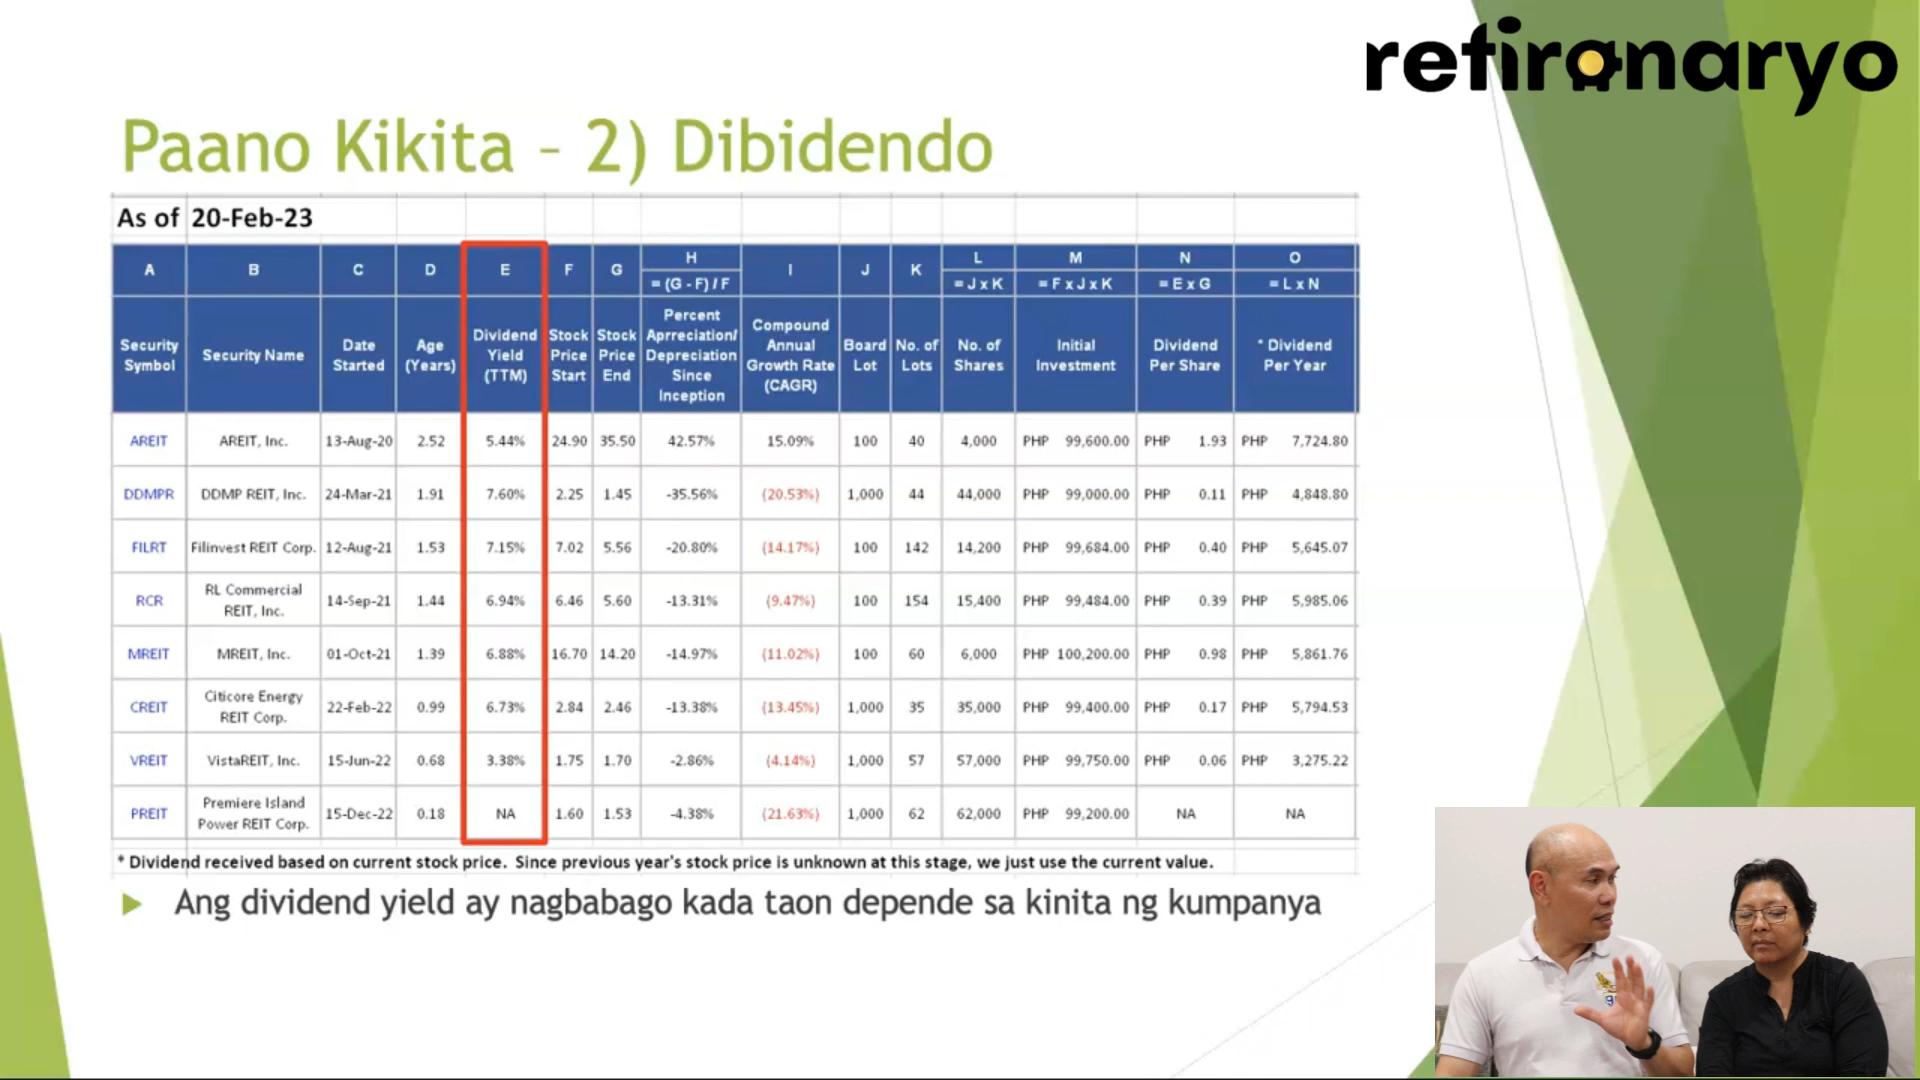 retiranaryo
Paano Kikita – 2) Dibidendo
As of 20-Feb-23
A B C D E F G H I J K L M N O
= (G - F) / F = J x K = F x J x K = E x G = L x N
Security Symbol Security Name Date Started Age (Years) Dividend Yield (TTM) Stock Price Start Stock Price End Percent Aprreciation/ Depreciation Since Inception Compound Annual Growth Rate (CAGR) Board Lot No. of Lots No. of Shares Initial Investment Dividend Per Share * Dividend Per Year
AREIT AREIT, Inc. 13-Aug-20 2.52 5.44% 24.90 35.50 42.57% 15.09% 100 40 4,000 PHP 99,600.00 PHP 1.93 PHP 7,724.80
DDMPR DDMP REIT, Inc. 24-Mar-21 1.91 7.60% 2.25 1.45 -35.56% (20.53%) 1,000 44 44,000 PHP 99,000.00 PHP 0.11 PHP 4,848.80
FILRT Filinvest REIT Corp. 12-Aug-21 1.53 7.15% 7.02 5.56 -20.80% (14.17%) 100 142 14,200 PHP 99,684.00 PHP 0.40 PHP 5,645.07
RCR RL Commercial REIT, Inc. 14-Sep-21 1.44 6.94% 6.46 5.60 -13.31% (9.47%) 100 154 15,400 PHP 99,484.00 PHP 0.39 PHP 5,985.06
MREIT MREIT, Inc. 01-Oct-21 1.39 6.88% 16.70 14.20 -14.97% (11.02%) 100 60 6,000 PHP 100,200.00 PHP 0.98 PHP 5,861.76
CREIT Citicore Energy REIT Corp. 22-Feb-22 0.99 6.73% 2.84 2.46 -13.38% (13.45%) 1,000 35 35,000 PHP 99,400.00 PHP 0.17 PHP 5,794.53
VREIT VistaREIT, Inc. 15-Jun-22 0.68 3.38% 1.75 1.70 -2.86% (4.14%) 1,000 57 57,000 PHP 99,750.00 PHP 0.06 PHP 3,275.22
PREIT Premiere Island Power REIT Corp. 15-Dec-22 0.18 NA 1.60 1.53 -4.38% (21.63%) 1,000 62 62,000 PHP 99,200.00 NA NA
* Dividend received based on current stock price. Since previous year's stock price is unknown at this stage, we just use the current value.
Ang dividend yield ay nagbabago kada taon depende sa kinita ng kumpanya